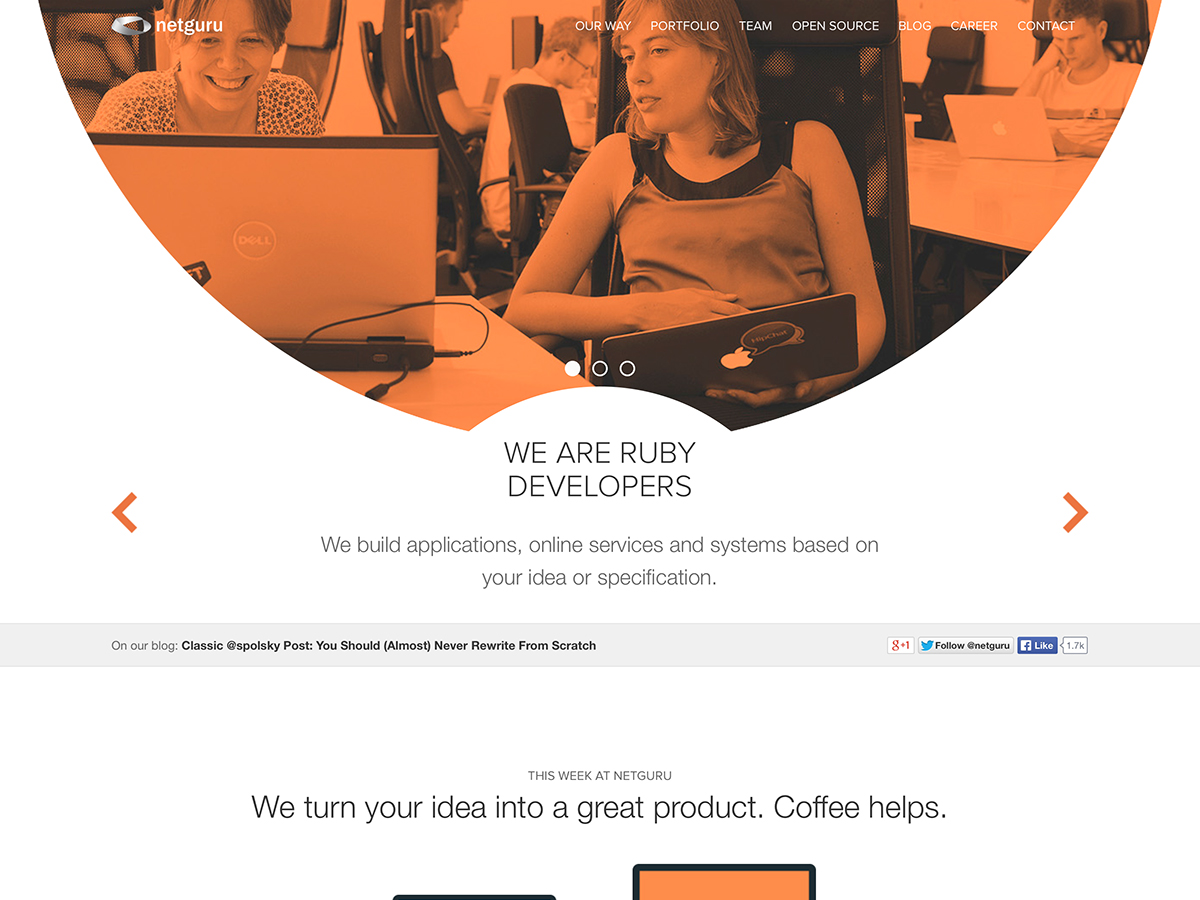 netguru
OUR WAY PORTFOLIO TEAM OPEN SOURCE BLOG CAREER CONTACT
DELL
HipChat
WE ARE RUBY
DEVELOPERS
We build applications, online services and systems based on
your idea or specification.
On our blog: Classic @spolsky Post: You Should (Almost) Never Rewrite From Scratch
g+1 Follow @netguru Like 1.7k
THIS WEEK AT NETGURU
We turn your idea into a great product. Coffee helps.